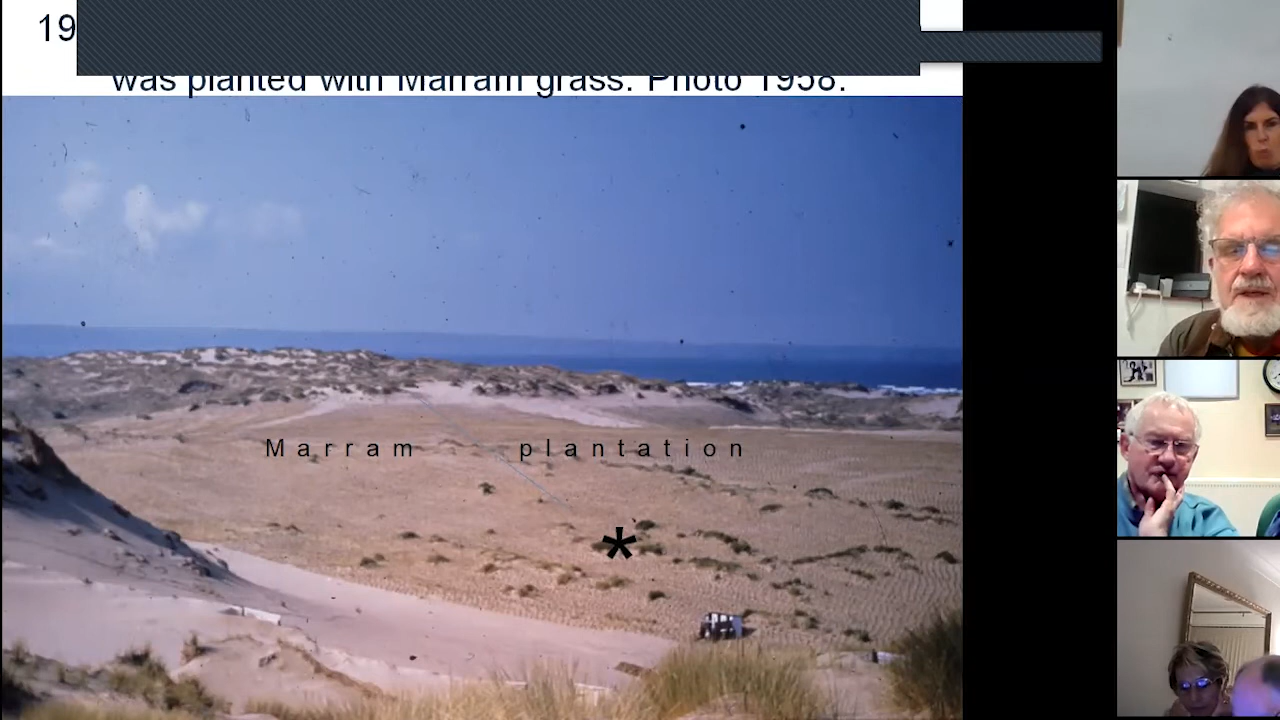 19
was planted with Marram grass. Photo 1958.
Marram plantation
*